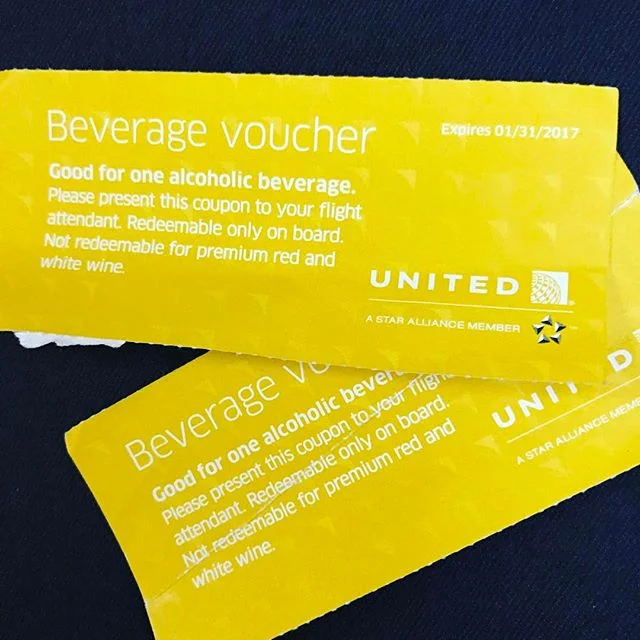 Beverage voucher
Expires 01/31/2017
Good for one alcoholic beverage.
Please present this coupon to your flight
attendant. Redeemable only on board.
Not redeemable for premium red and
white wine.
UNITED
A STAR ALLIANCE MEMBER
Beverage
Good for one alcoholic
Please present this coupon to your flight
attendant. Redeemable only on board.
Not redeemable for premium red and
white wine.
UNITED
A STAR ALLIANCE